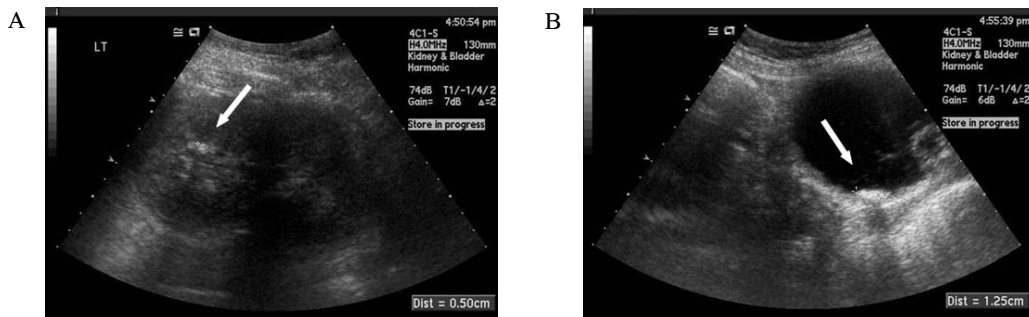 A
4:50:54 pm
LT
4C1-S
H4.0MHz 130mm
Kidney & Bladder
Harmonic
74dB T1/-1/4/2
Gain= 7dB Δ=2
Store in progress
Dist = 0.50cm
B
4:55:39 pm
4C1-S
H4.0MHz 130mm
Kidney & Bladder
Harmonic
74dB T1/-1/4/2
Gain= 6dB Δ=2
Store in progress
Dist = 1.25cm